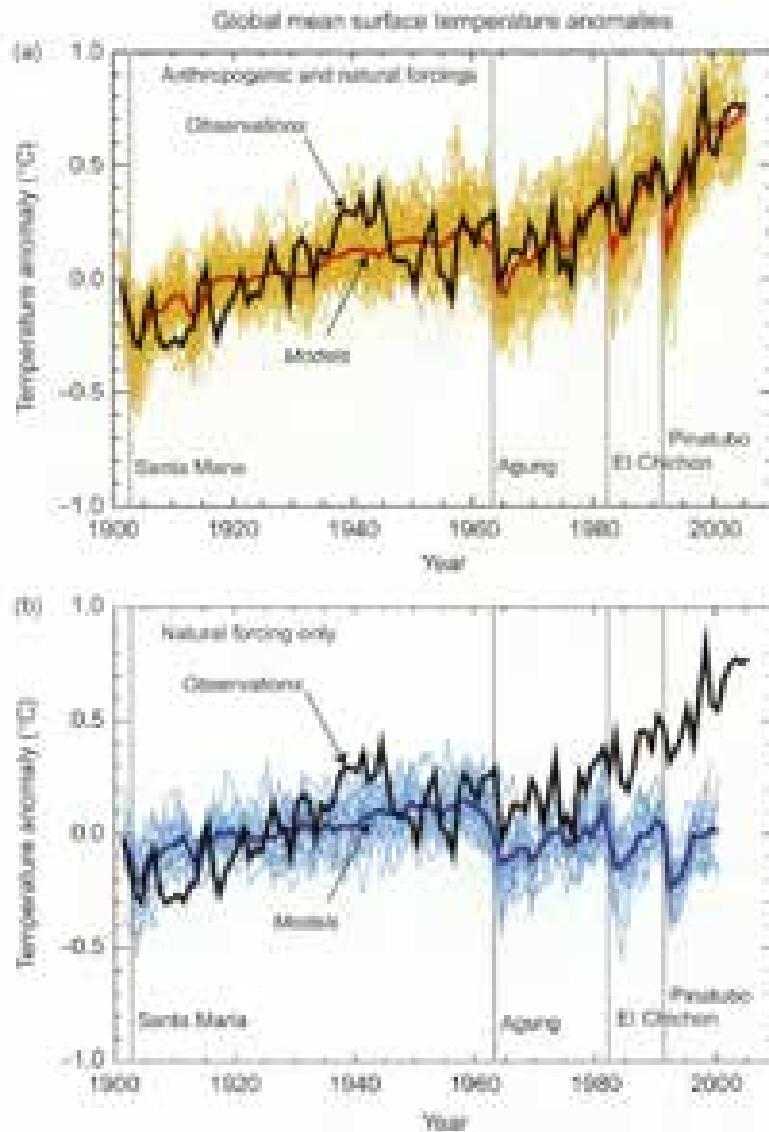 Global mean surface temperature anomalies
(a)
1.0
Anthropogenic and natural forcings
Observations
0.5
Temperature anomaly (°C)
0.0
Models
-0.5
Pinatubo
Santa Maria
Agung
El Chichon
-1.0
1900
1920
1940
1960
1980
2000
Year
(b)
1.0
Natural forcing only
Observations
0.5
Temperature anomaly (°C)
0.0
Models
-0.5
Pinatubo
Santa Maria
Agung
El Chichon
-1.0
1900
1920
1940
1960
1980
2000
Year